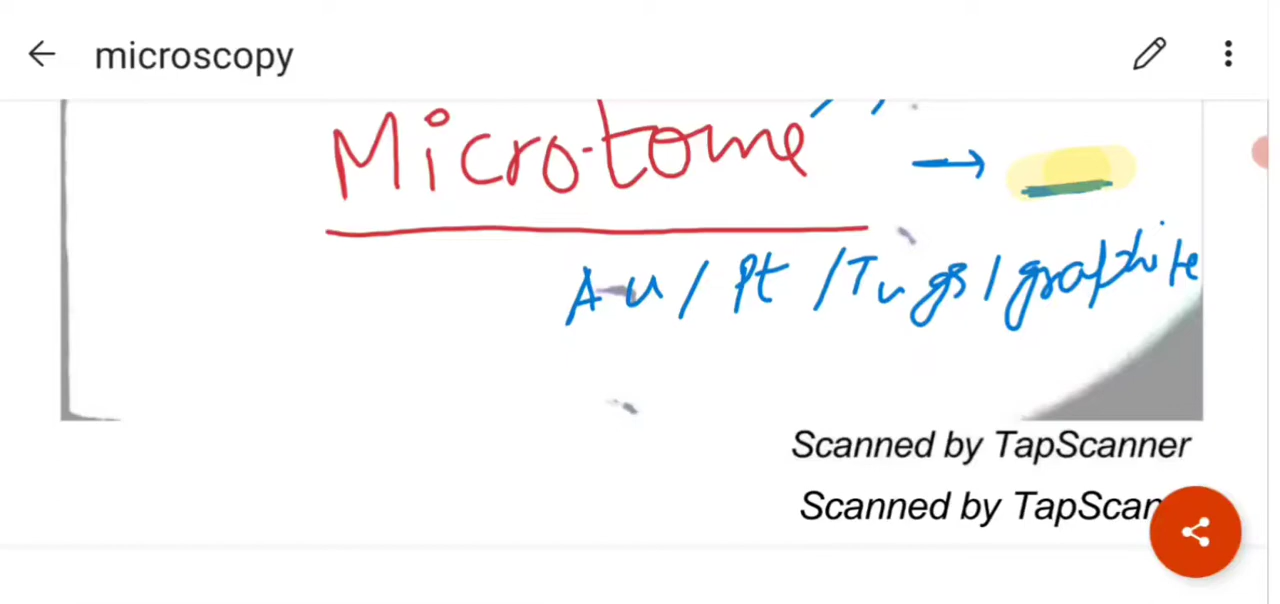 microscopy
Micro-tome →
Au / Pt / Tugs / graphite
Scanned by TapScanner
Scanned by TapScan